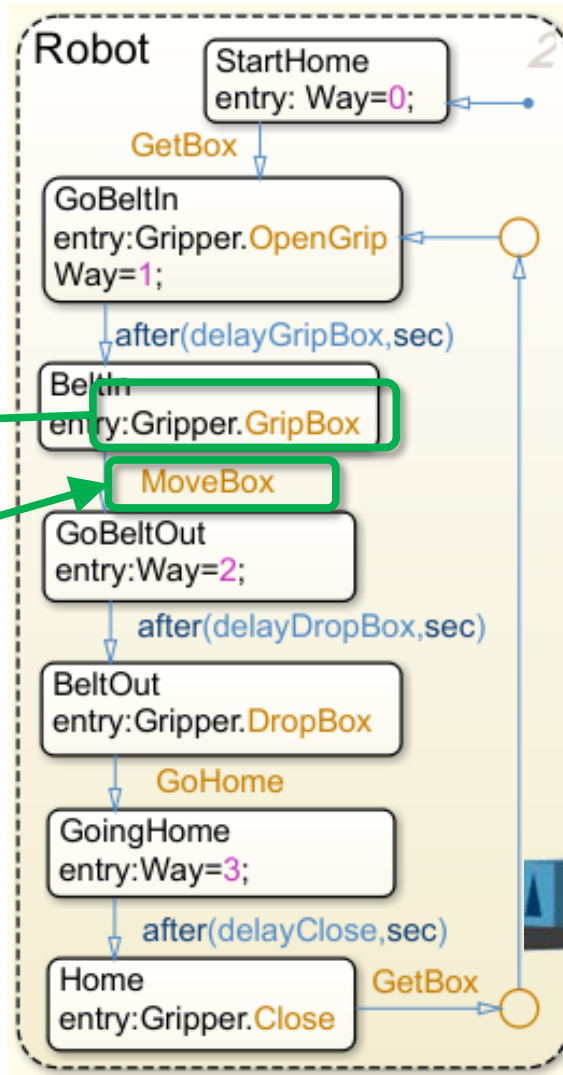 Robot
2
StartHome
entry: Way=0;
GetBox
GoBeltIn
entry:Gripper.OpenGrip
Way=1;
after(delayGripBox,sec)
BeltIn
entry:Gripper.GripBox
MoveBox
GoBeltOut
entry:Way=2;
after(delayDropBox,sec)
BeltOut
entry:Gripper.DropBox
GoHome
GoingHome
entry:Way=3;
after(delayClose,sec)
Home
entry:Gripper.Close
GetBox